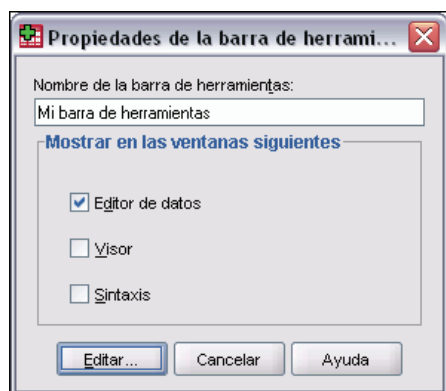 Propiedades de la barra de herrami...
Nombre de la barra de herramientas:
Mi barra de herramientas
Mostrar en las ventanas siguientes
Editor de datos
Visor
Sintaxis
Editar... Cancelar Ayuda